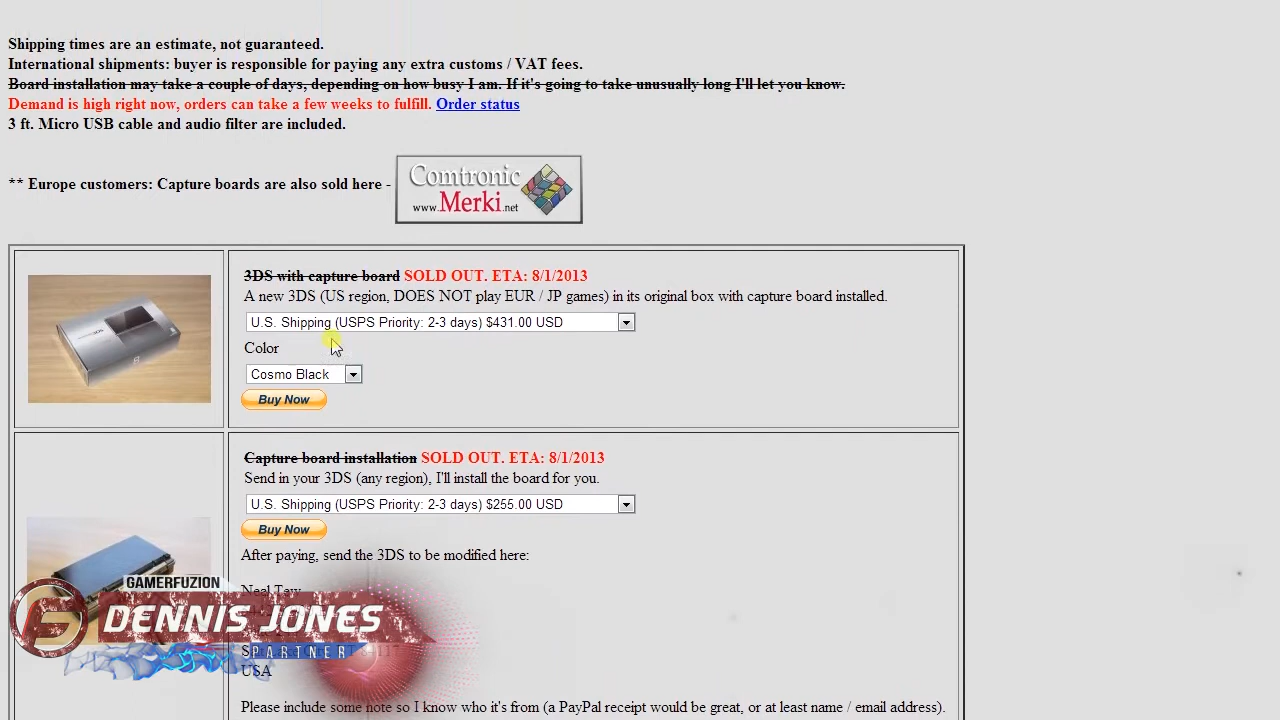 Shipping times are an estimate, not guaranteed.
International shipments: buyer is responsible for paying any extra customs / VAT fees.
Board installation may take a couple of days, depending on how busy I am. If it's going to take unusually long I'll let you know.
Demand is high right now, orders can take a few weeks to fulfill. Order status
3 ft. Micro USB cable and audio filter are included.
** Europe customers: Capture boards are also sold here -
Comtronic
www.Merki.net
3DS with capture board SOLD OUT. ETA: 8/1/2013
A new 3DS (US region, DOES NOT play EUR / JP games) in its original box with capture board installed.
U.S. Shipping (USPS Priority: 2-3 days) $431.00 USD
Color
Cosmo Black
Buy Now
Capture board installation SOLD OUT. ETA: 8/1/2013
Send in your 3DS (any region), I'll install the board for you.
U.S. Shipping (USPS Priority: 2-3 days) $255.00 USD
Buy Now
After paying, send the 3DS to be modified here:
GAMERFUZION
DENNIS JONES
PARTNER
USA
Please include some note so I know who it's from (a PayPal receipt would be great, or at least name / email address).